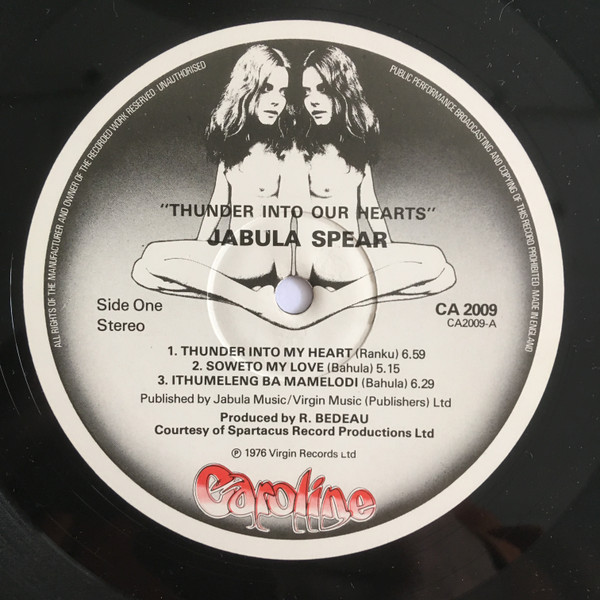 ALL RIGHTS OF THE MANUFACTURER AND OWNER OF THE RECORDED WORK RESERVED · UNAUTHORISED
PUBLIC PERFORMANCE BROADCASTING AND COPYING OF THIS RECORD PROHIBITED · MADE IN ENGLAND
"THUNDER INTO OUR HEARTS"
JABULA SPEAR
Side One
Stereo
CA 2009
CA2009-A
1. THUNDER INTO MY HEART (Ranku) 6.59
2. SOWETO MY LOVE (Bahula) 5.15
3. ITHUMELENG BA MAMELODI (Bahula) 6.29
Published by Jabula Music/Virgin Music (Publishers) Ltd
Produced by R. BEDEAU
Courtesy of Spartacus Record Productions Ltd
℗ 1976 Virgin Records Ltd
Caroline